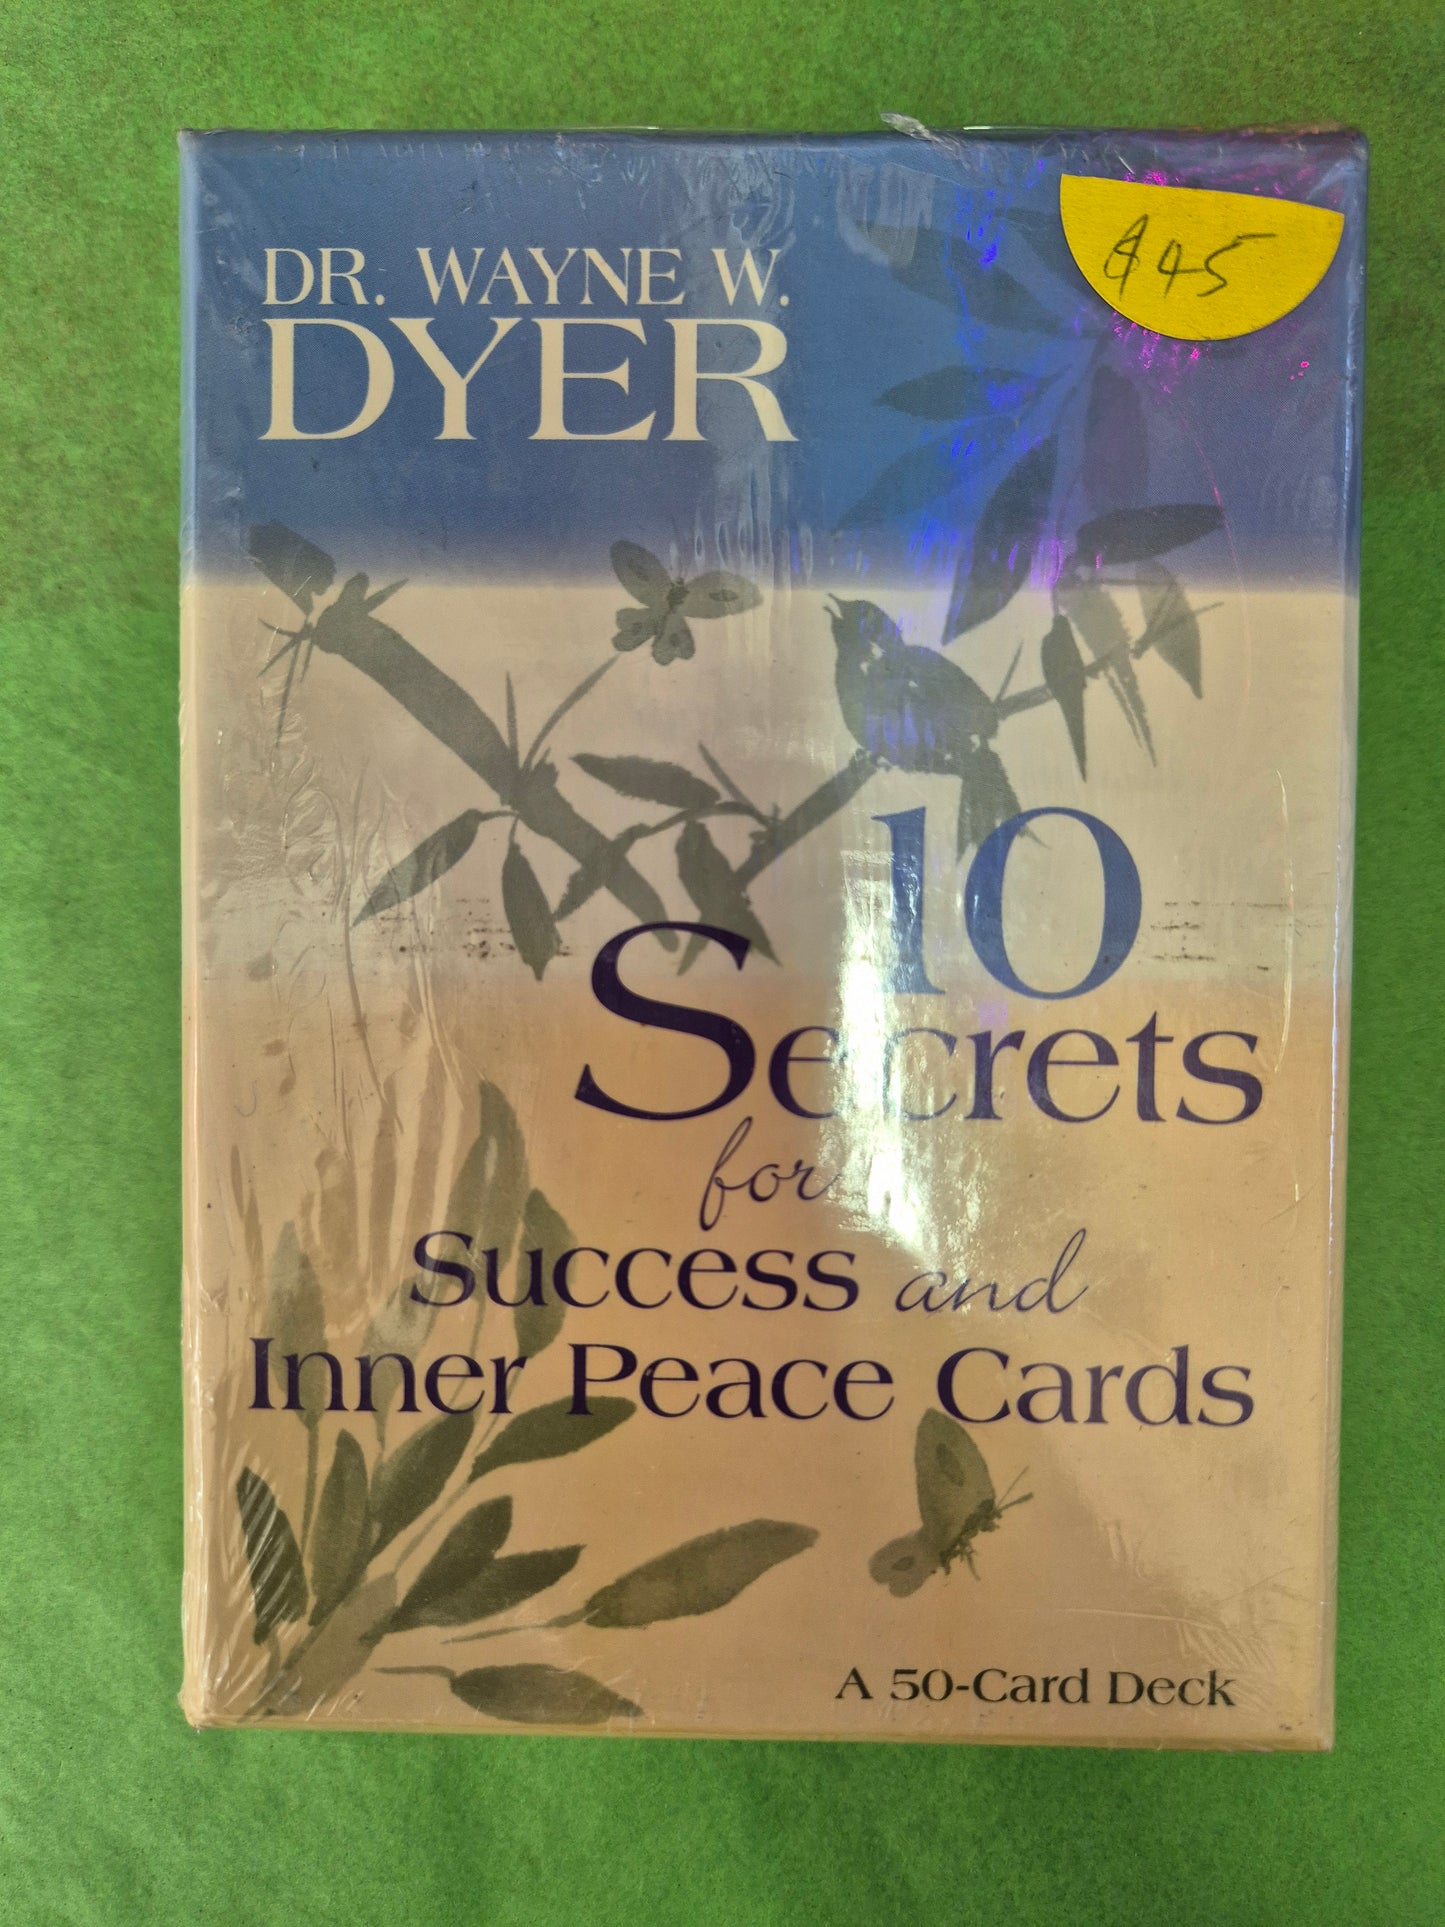 DR. WAYNE W.
DYER
$45
10
Secrets
for
Success and
Inner Peace Cards
A 50-Card Deck